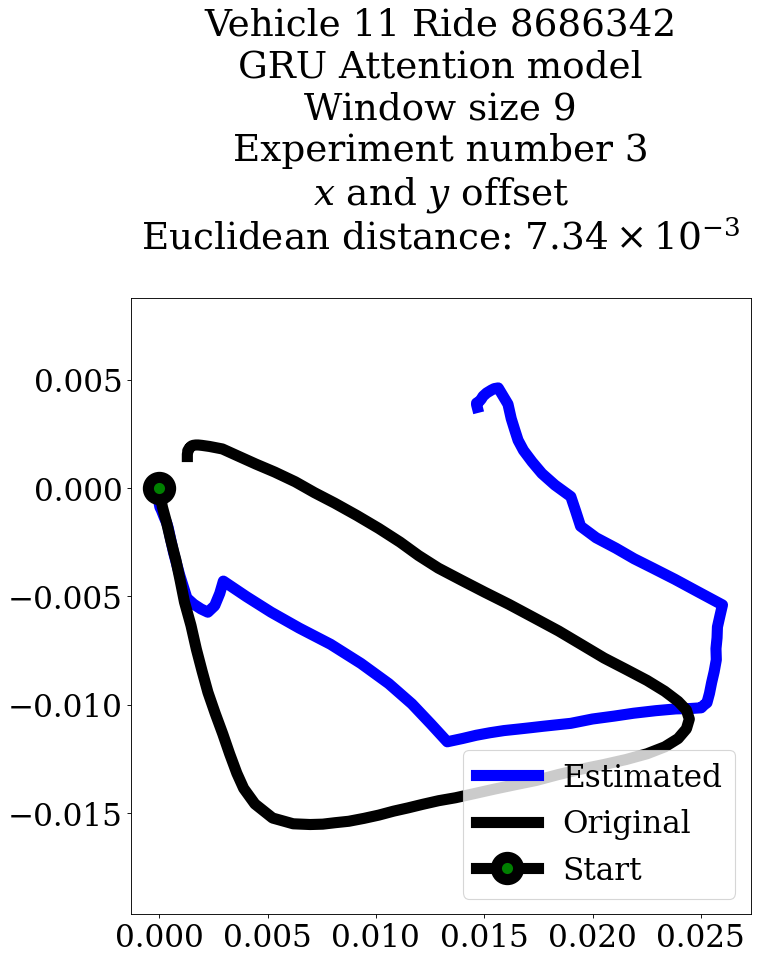 Vehicle 11 Ride 8686342
GRU Attention model
Window size 9
Experiment number 3
x and y offset
Euclidean distance: 7.34 × 10⁻³
0.005
0.000
−0.005
−0.010
−0.015
Estimated
Original
Start
0.000 0.005 0.010 0.015 0.020 0.025